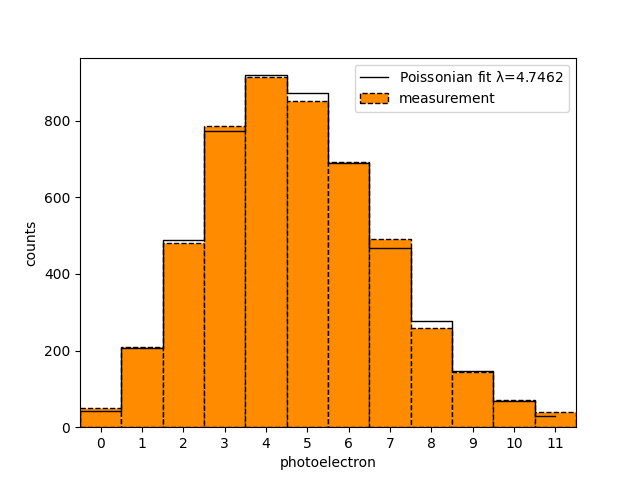 Poissonian fit λ=4.7462
measurement
800
600
400
200
0
counts
0 1 2 3 4 5 6 7 8 9 10 11
photoelectron